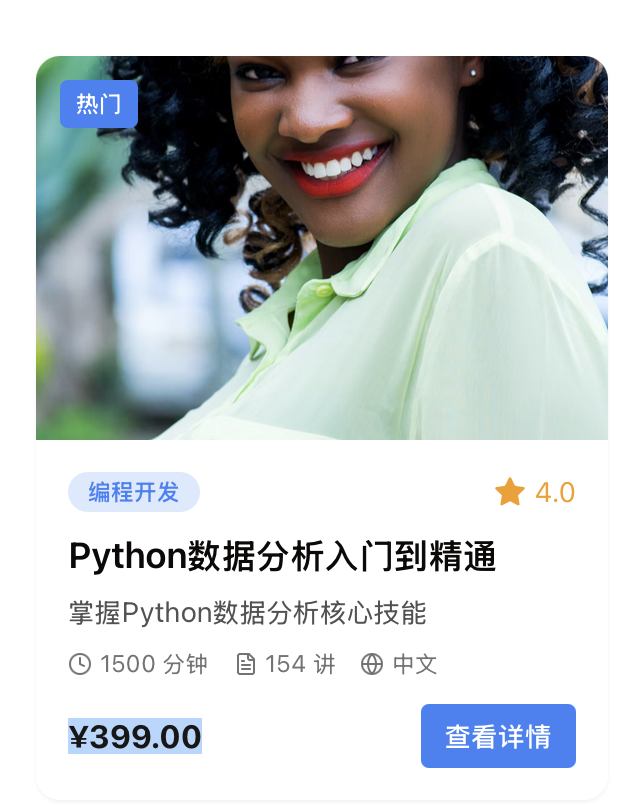 热门
编程开发 4.0
Python数据分析入门到精通
掌握Python数据分析核心技能
1500 分钟 154 讲 中文
¥399.00 查看详情